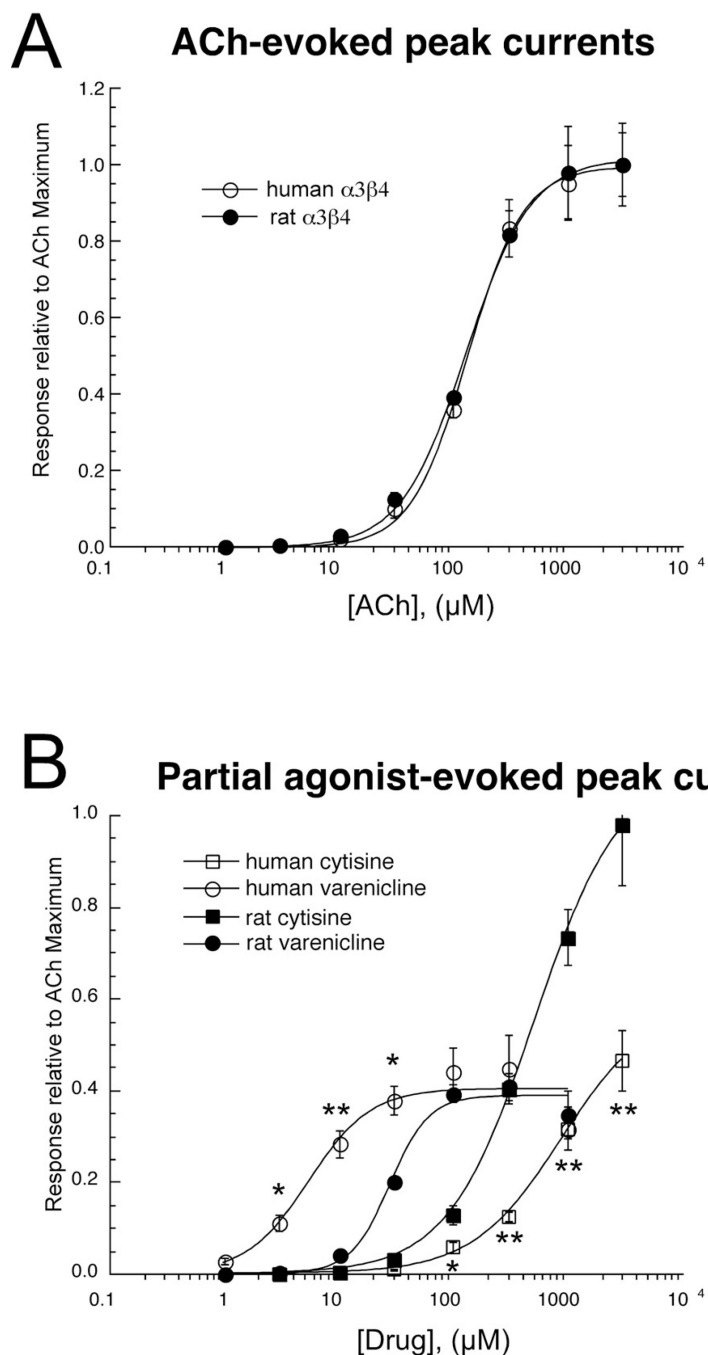 A
ACh-evoked peak currents
Response relative to ACh Maximum
1.2
1.0
0.8
0.6
0.4
0.2
0.0
human α3β4
rat α3β4
0.1 1 10 100 1000 10 4
[ACh], (µM)
B
Partial agonist-evoked peak cu
Response relative to ACh Maximum
1.0
0.8
0.6
0.4
0.2
0.0
human cytisine
human varenicline
rat cytisine
rat varenicline
*
**
*
*
**
**
**
0.1 1 10 100 1000 10 4
[Drug], (µM)